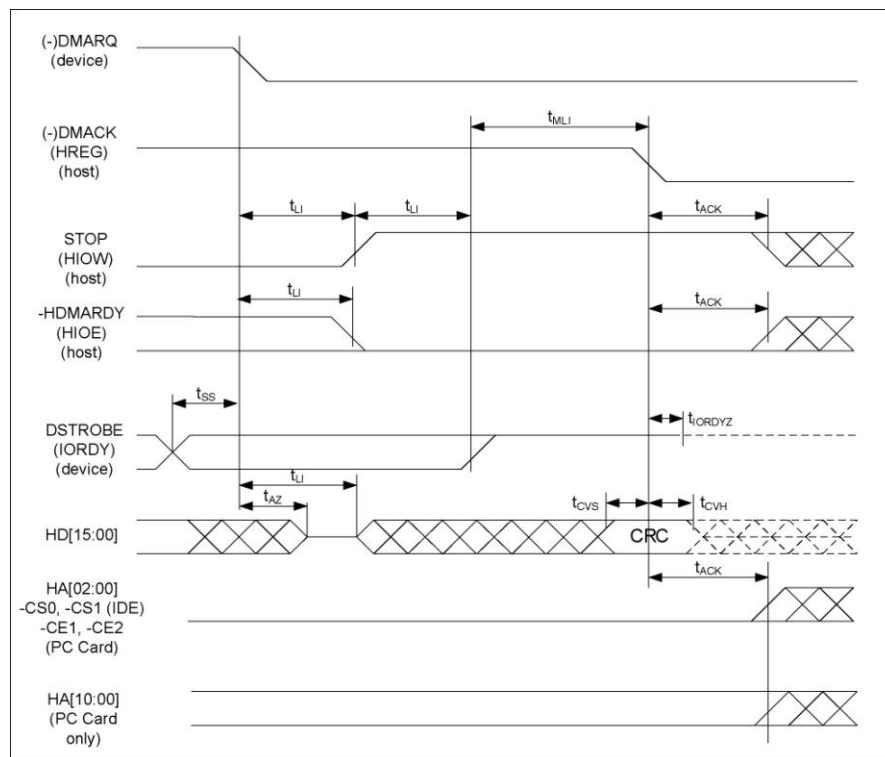 (-)DMARQ
(device)
tMLI
(-)DMACK
(HREG)
(host)
tLI
tLI
tACK
STOP
(HIOW)
(host)
tLI
tACK
-HDMARDY
(HIOE)
(host)
tSS
tIORDYZ
DSTROBE
(IORDY)
(device)
tLI
tAZ
tCVS
tCVH
HD[15:00]
CRC
tACK
HA[02:00]
-CS0, -CS1 (IDE)
-CE1, -CE2
(PC Card)
HA[10:00]
(PC Card
only)